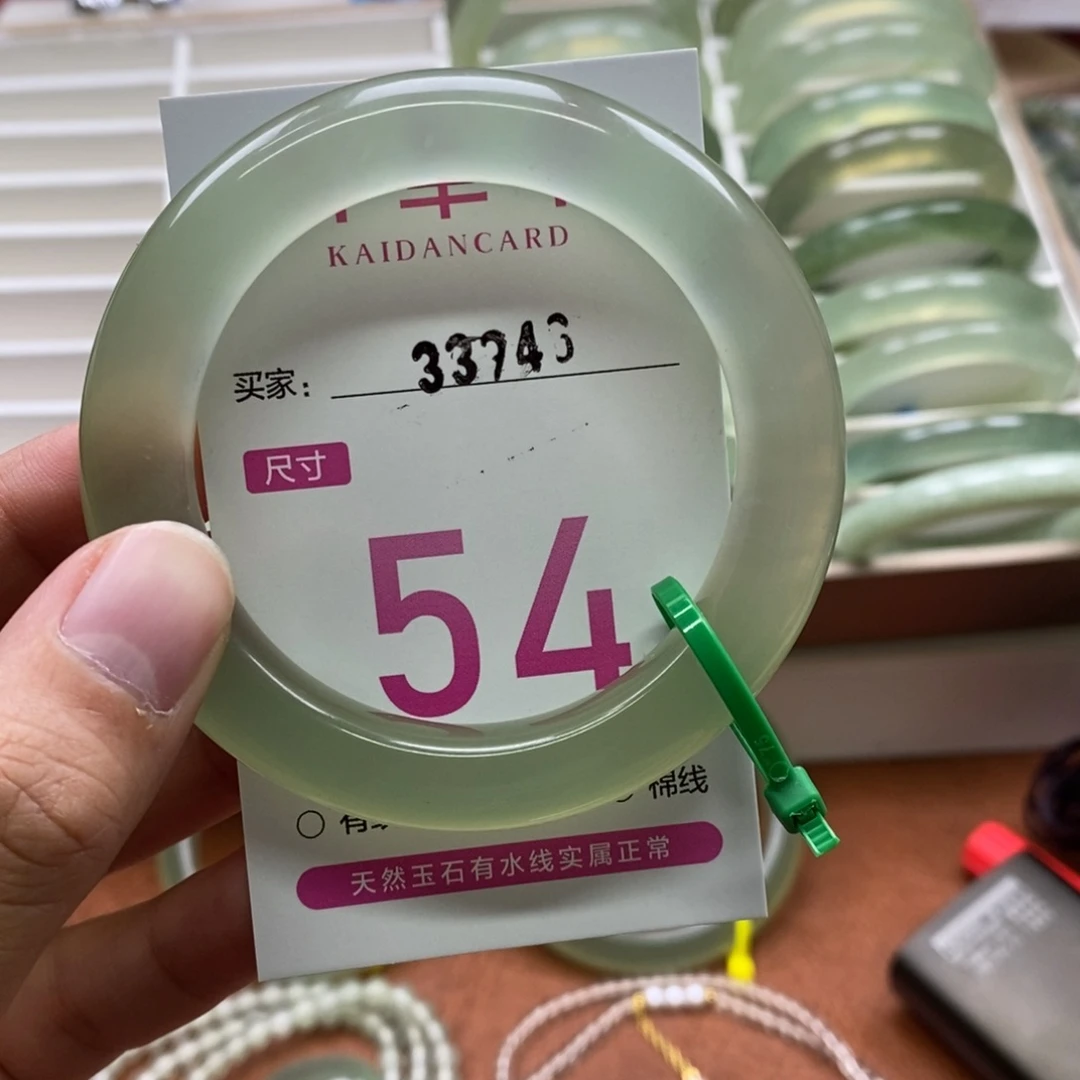 KAIDANCARD
买家: 33746
尺寸
54
棉线
天然玉石有水线实属正常